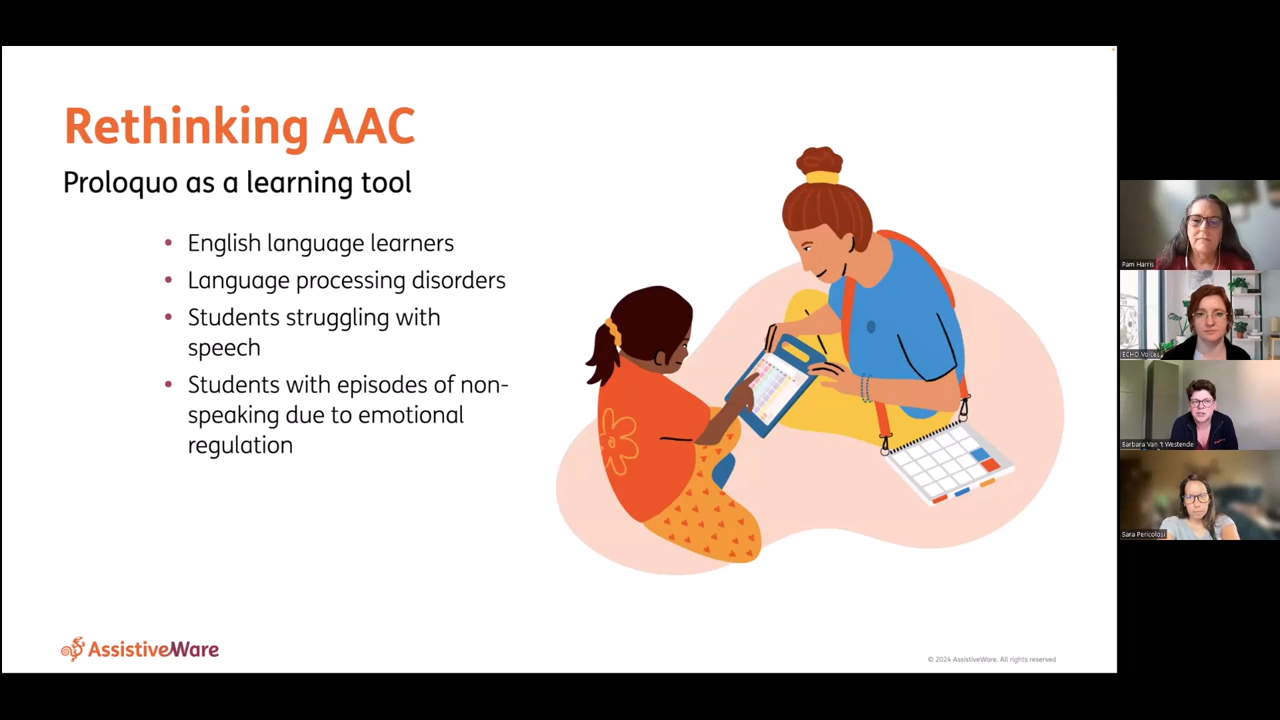 Rethinking AAC
Proloquo as a learning tool
• English language learners
• Language processing disorders
• Students struggling with
speech
• Students with episodes of non-
speaking due to emotional
regulation
AssistiveWare
© 2024 AssistiveWare. All rights reserved
Pam Harris
ECHO Voices
Barbara Van 't Westende
Sara Pericolosi